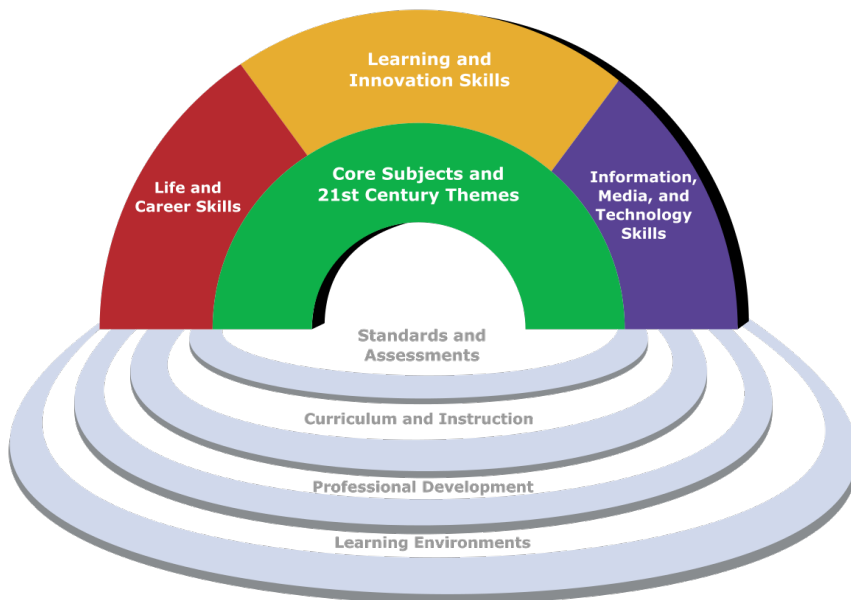 Learning and
Innovation Skills
Life and
Career Skills
Core Subjects and
21st Century Themes
Information,
Media, and
Technology
Skills
Standards and
Assessments
Curriculum and Instruction
Professional Development
Learning Environments